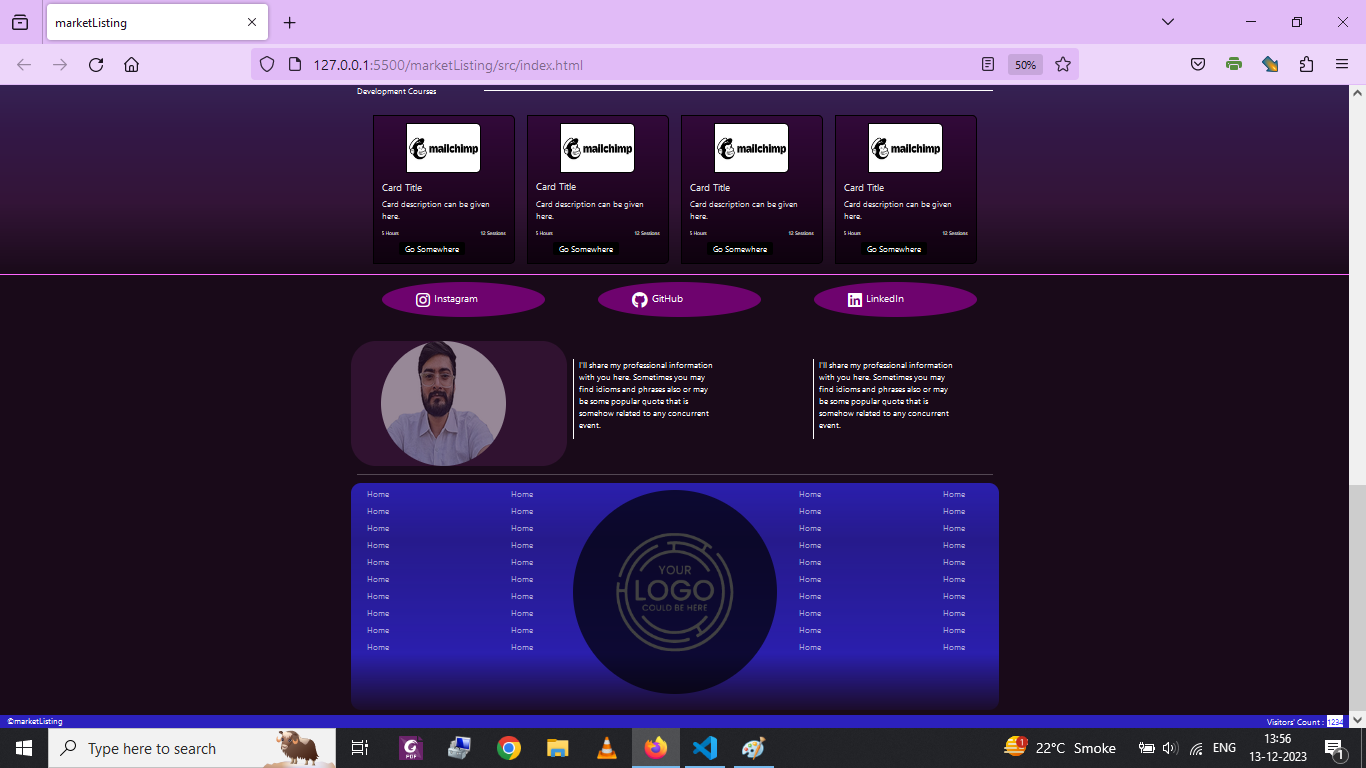 marketListing
127.0.0.1:5500/marketListing/src/index.html
50%
Development Courses
mailchimp mailchimp mailchimp mailchimp
Card Title Card Title Card Title Card Title
Card description can be given Card description can be given Card description can be given Card description can be given
here. here. here. here.
5 Hours 12 Sessions 5 Hours 12 Sessions 5 Hours 12 Sessions 5 Hours 12 Sessions
Go Somewhere Go Somewhere Go Somewhere Go Somewhere
Instagram GitHub LinkedIn
I'll share my professional information
with you here. Sometimes you may
find idioms and phrases also or may
be some popular quote that is
somehow related to any concurrent
event.
I'll share my professional information
with you here. Sometimes you may
find idioms and phrases also or may
be some popular quote that is
somehow related to any concurrent
event.
Home Home Home Home
Home Home Home Home
Home Home Home Home
Home Home Home Home
Home Home Home Home
Home Home Home Home
Home Home Home Home
Home Home Home Home
Home Home Home Home
Home Home Home Home
YOUR
LOGO
COULD BE HERE
©marketListing Visitors' Count : 1234
Type here to search
G
PDF
1
22°C Smoke
ENG
13:56
13-12-2023
1